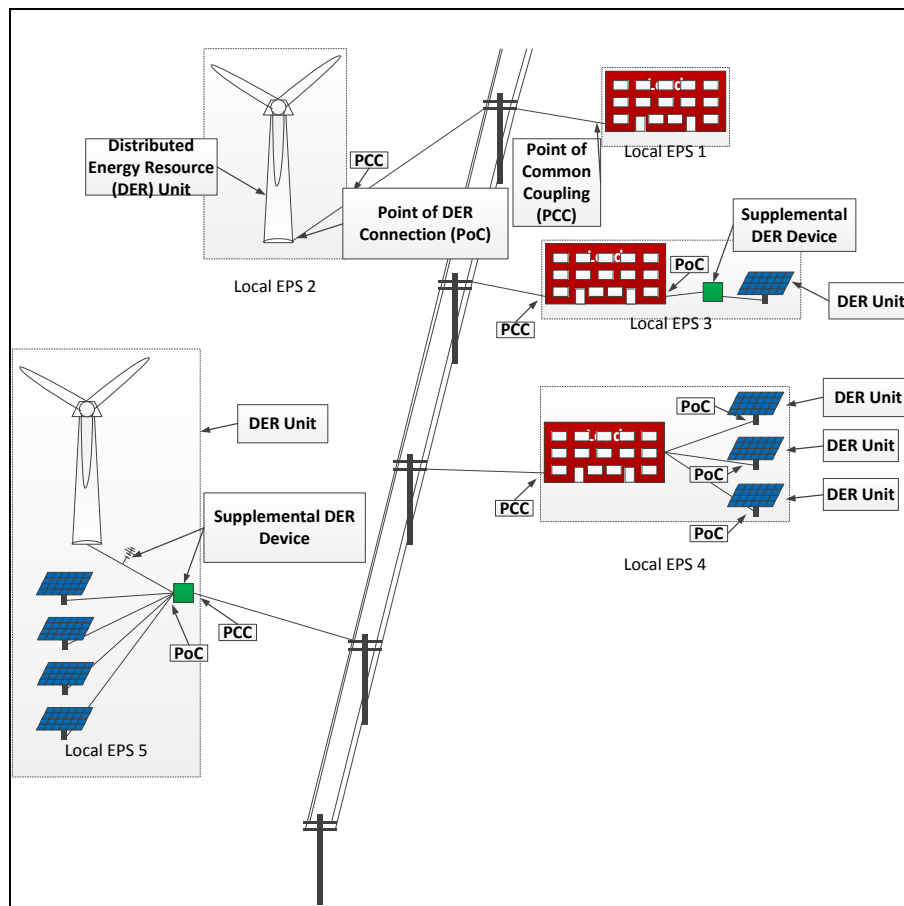 Local EPS 1
Distributed
Energy Resource
(DER) Unit
PCC
Point of
Common
Coupling
(PCC)
Point of DER
Connection (PoC)
Supplemental
DER Device
Local EPS 2
PoC
DER Unit
PCC
Local EPS 3
DER Unit
PoC
DER Unit
DER Unit
PoC
DER Unit
PCC
PoC
Local EPS 4
Supplemental DER
Device
PCC
PoC
Local EPS 5